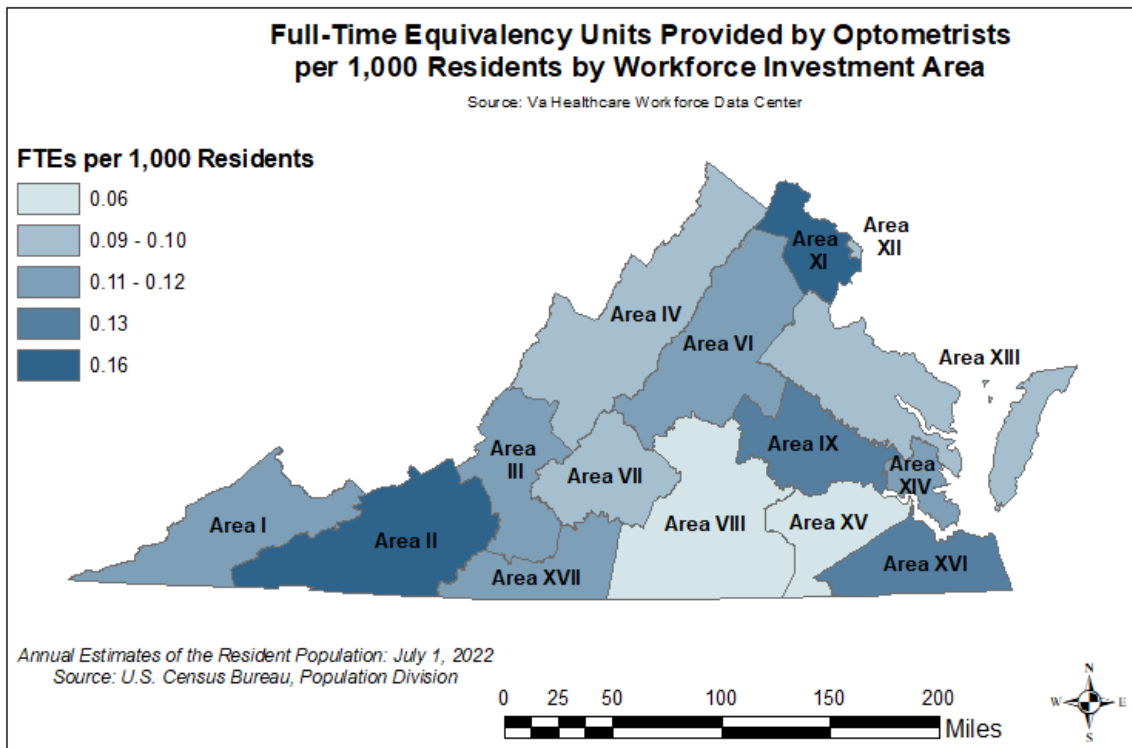 Full-Time Equivalency Units Provided by Optometrists
per 1,000 Residents by Workforce Investment Area
Source: Va Healthcare Workforce Data Center
FTEs per 1,000 Residents
0.06
0.09 - 0.10
0.11 - 0.12
0.13
0.16
Area
XI
Area
XII
Area IV
Area VI
Area XIII
Area
III
Area IX
Area VII
Area
XIV
Area I
Area II
Area VIII
Area XV
Area XVII
Area XVI
Annual Estimates of the Resident Population: July 1, 2022
Source: U.S. Census Bureau, Population Division
0 25 50 100 150 200
Miles
N
W E
S